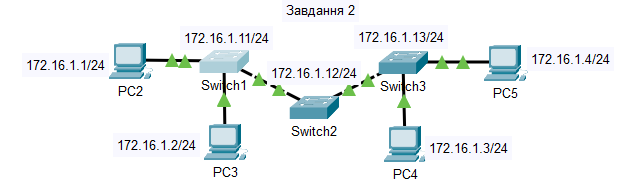 Завдання 2
172.16.1.11/24
172.16.1.13/24
172.16.1.1/24
172.16.1.12/24
172.16.1.4/24
PC2
Switch1
Switch3
PC5
Switch2
172.16.1.2/24
172.16.1.3/24
PC3
PC4